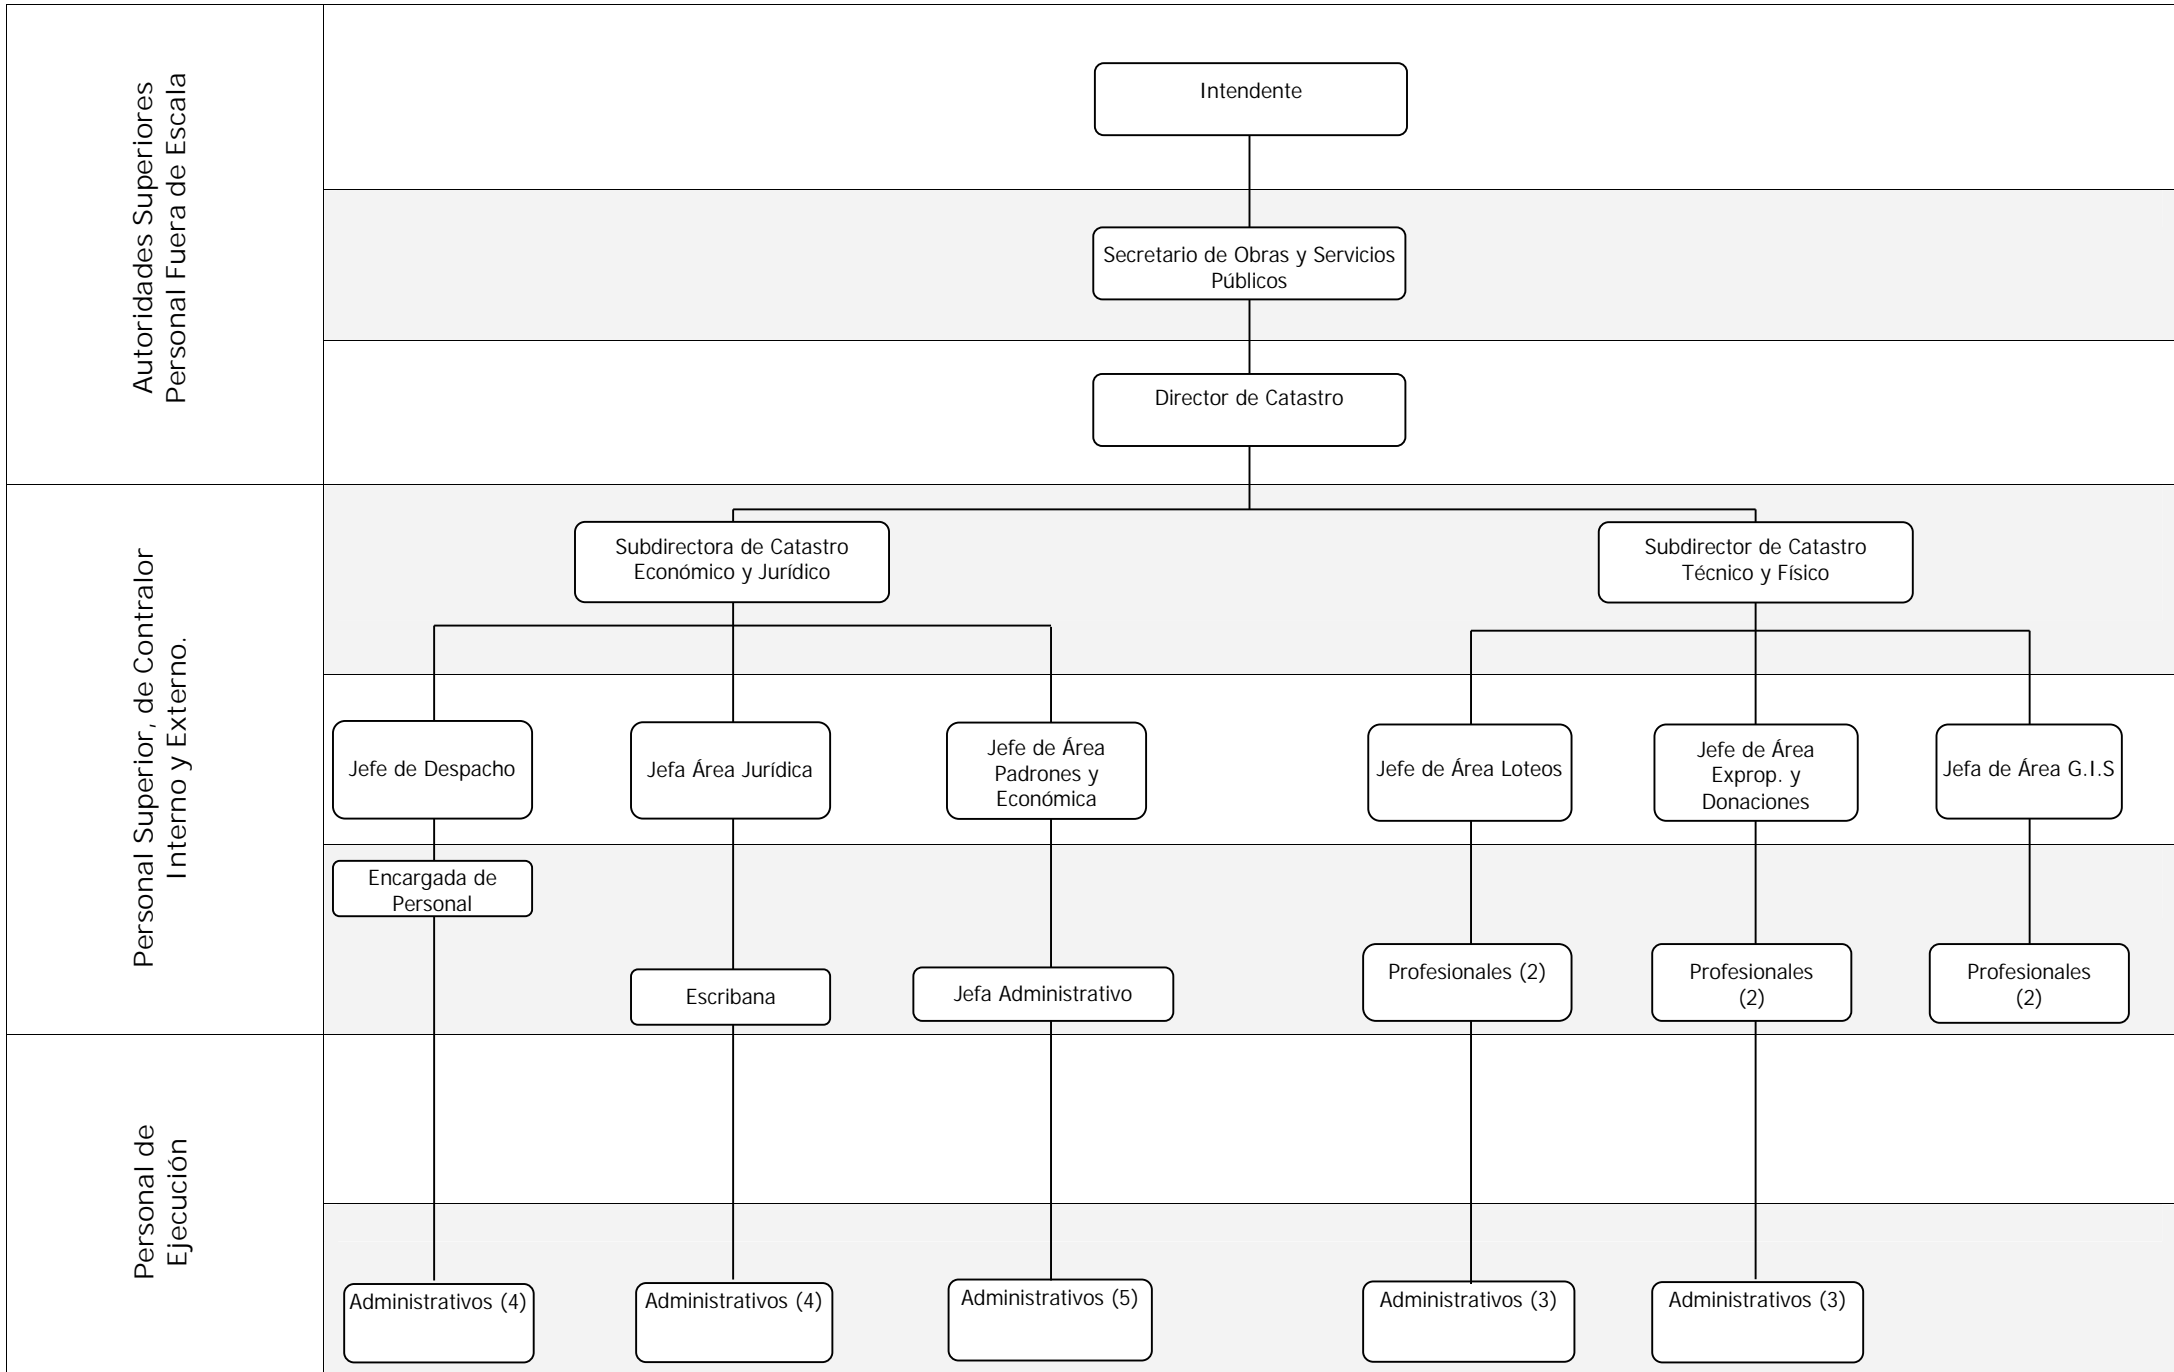 Autoridades Superiores
Personal Fuera de Escala
Intendente
Secretario de Obras y Servicios
Públicos
Director de Catastro
Personal Superior, de Contralor
Interno y Externo.
Subdirectora de Catastro
Económico y Jurídico
Subdirector de Catastro
Técnico y Físico
Jefe de Despacho
Jefa Área Jurídica
Jefe de Área
Padrones y
Económica
Jefe de Área Loteos
Jefe de Área
Exprop. y
Donaciones
Jefa de Área G.I.S
Encargada de
Personal
Escribana
Jefa Administrativo
Profesionales (2)
Profesionales
(2)
Profesionales
(2)
Personal de
Ejecución
Administrativos (4)
Administrativos (4)
Administrativos (5)
Administrativos (3)
Administrativos (3)